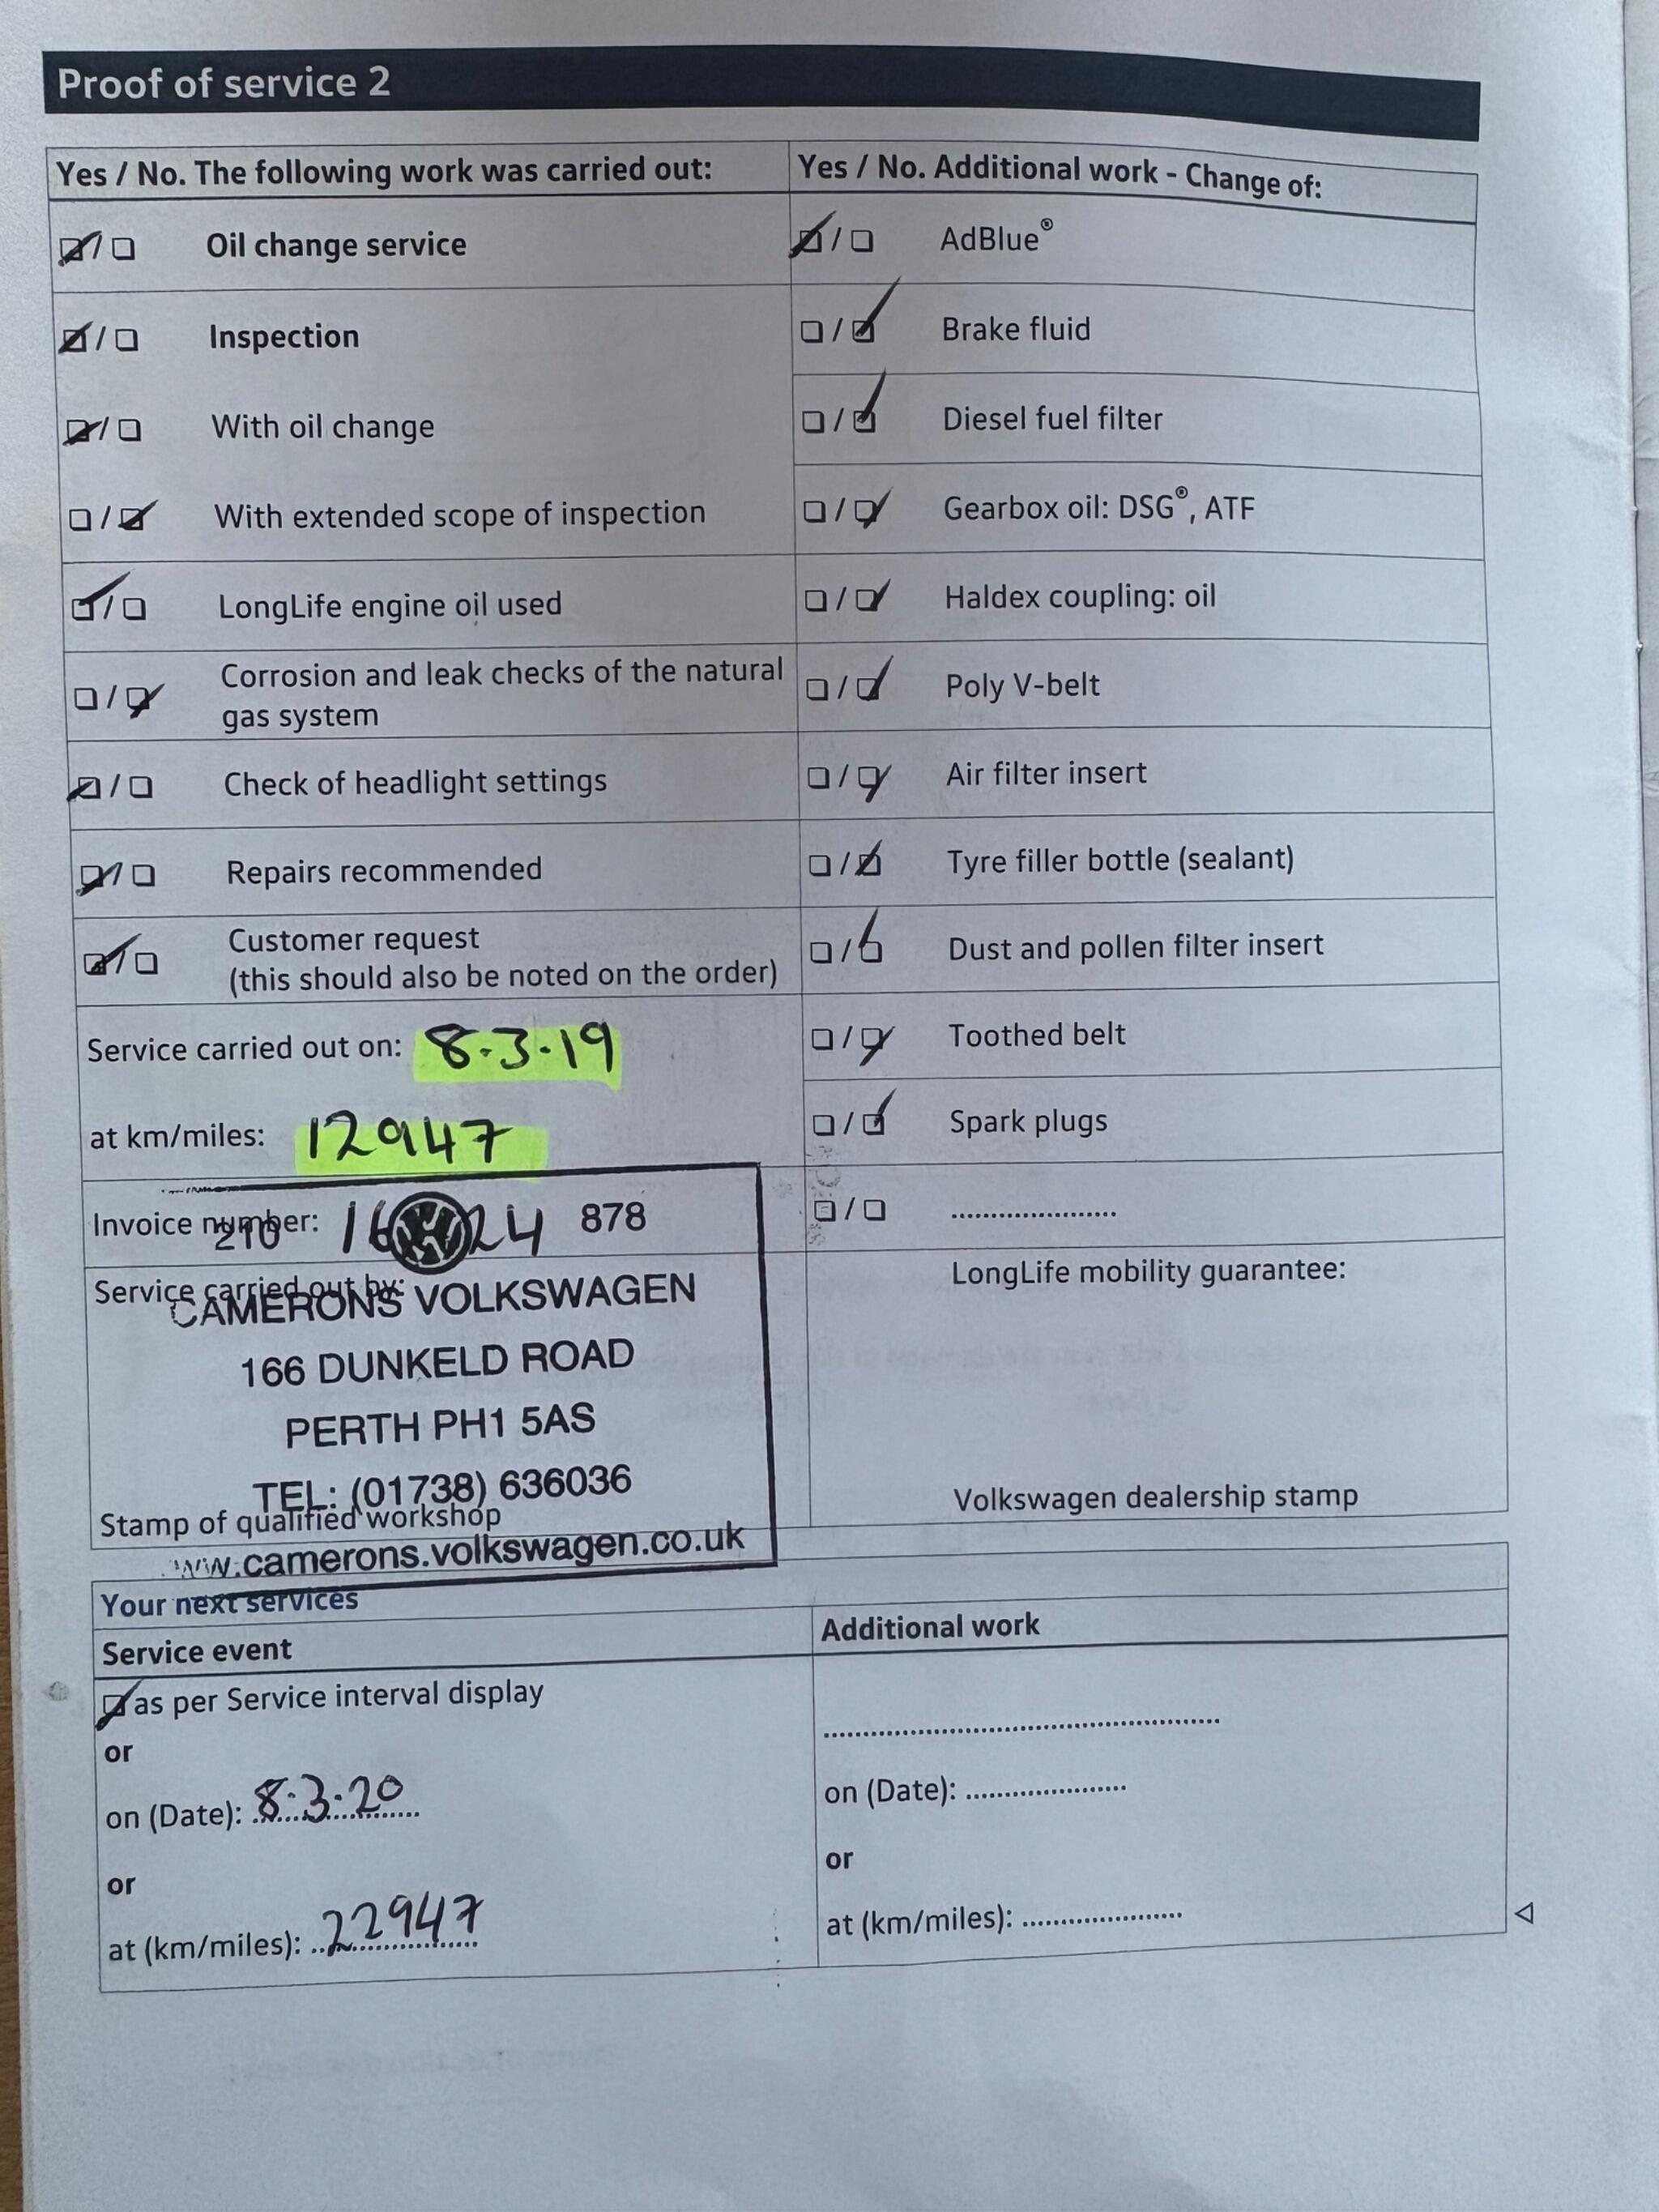 Proof of service 2
Yes / No. The following work was carried out:
/ Oil change service
/ Inspection
/ With oil change
/ With extended scope of inspection
/ LongLife engine oil used
/ Corrosion and leak checks of the natural
gas system
/ Check of headlight settings
/ Repairs recommended
/ Customer request
(this should also be noted on the order)
Service carried out on: 8.3.19
at km/miles: 12947
Invoice number: 878
210
Service carried out by:
CAMERONS VOLKSWAGEN
166 DUNKELD ROAD
PERTH PH1 5AS
TEL: (01738) 636036
Stamp of qualified workshop
www.camerons.volkswagen.co.uk
Yes / No. Additional work - Change of:
/ AdBlue®
/ Brake fluid
/ Diesel fuel filter
/ Gearbox oil: DSG®, ATF
/ Haldex coupling: oil
/ Poly V-belt
/ Air filter insert
/ Tyre filler bottle (sealant)
/ Dust and pollen filter insert
/ Toothed belt
/ Spark plugs
/ .....................
LongLife mobility guarantee:
Volkswagen dealership stamp
Your next services
Service event
as per Service interval display
or
on (Date): 8.3.20
or
at (km/miles): 22947
Additional work
..................................................
on (Date): .....................
or
at (km/miles): .....................